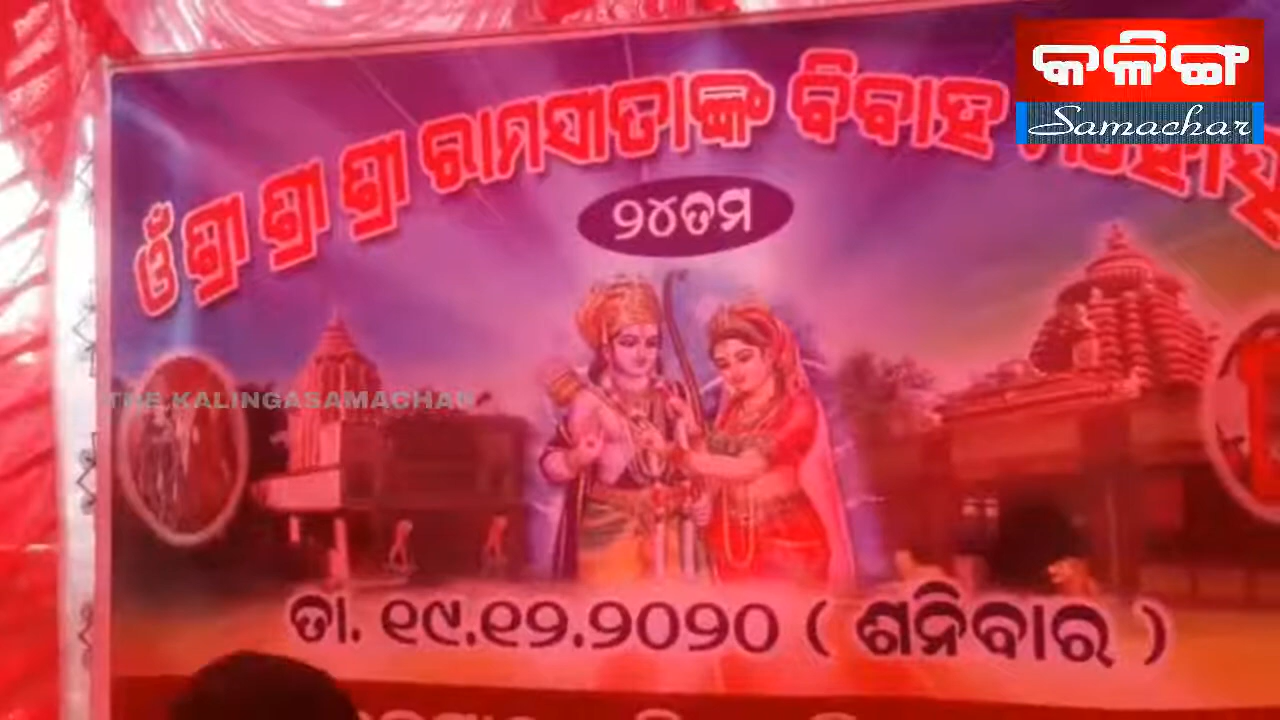 କଳିଙ୍ଗ
Samachar
ଓଁ ଶ୍ରୀ ଶ୍ରୀ ଶ୍ରୀ ରାମସୀତାଙ୍କ ବିବାହ
୨୪ତମ
THE KALINGASAMACHAR
ତା. ୧୯.୧୨.୨୦୨୦ ( ଶନିବାର )